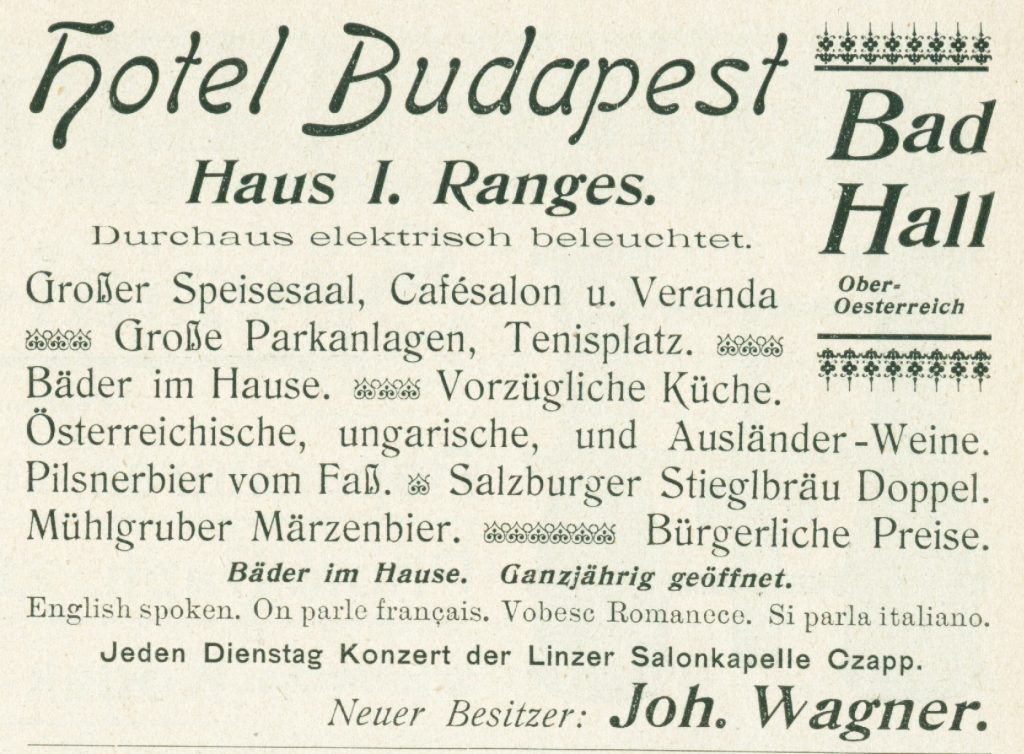 Hotel Budapest
Haus I. Ranges.
Durchaus elektrisch beleuchtet.
Bad
Hall
Ober-
Oesterreich
Großer Speisesaal, Cafésalon u. Veranda
Große Parkanlagen, Tenisplatz.
Bäder im Hause. Vorzügliche Küche.
Österreichische, ungarische, und Ausländer-Weine.
Pilsnerbier vom Faß. Salzburger Stieglbräu Doppel.
Mühlgruber Märzenbier. Bürgerliche Preise.
Bäder im Hause. Ganzjährig geöffnet.
English spoken. On parle français. Vobesc Romanece. Si parla italiano.
Jeden Dienstag Konzert der Linzer Salonkapelle Czapp.
Neuer Besitzer: Joh. Wagner.